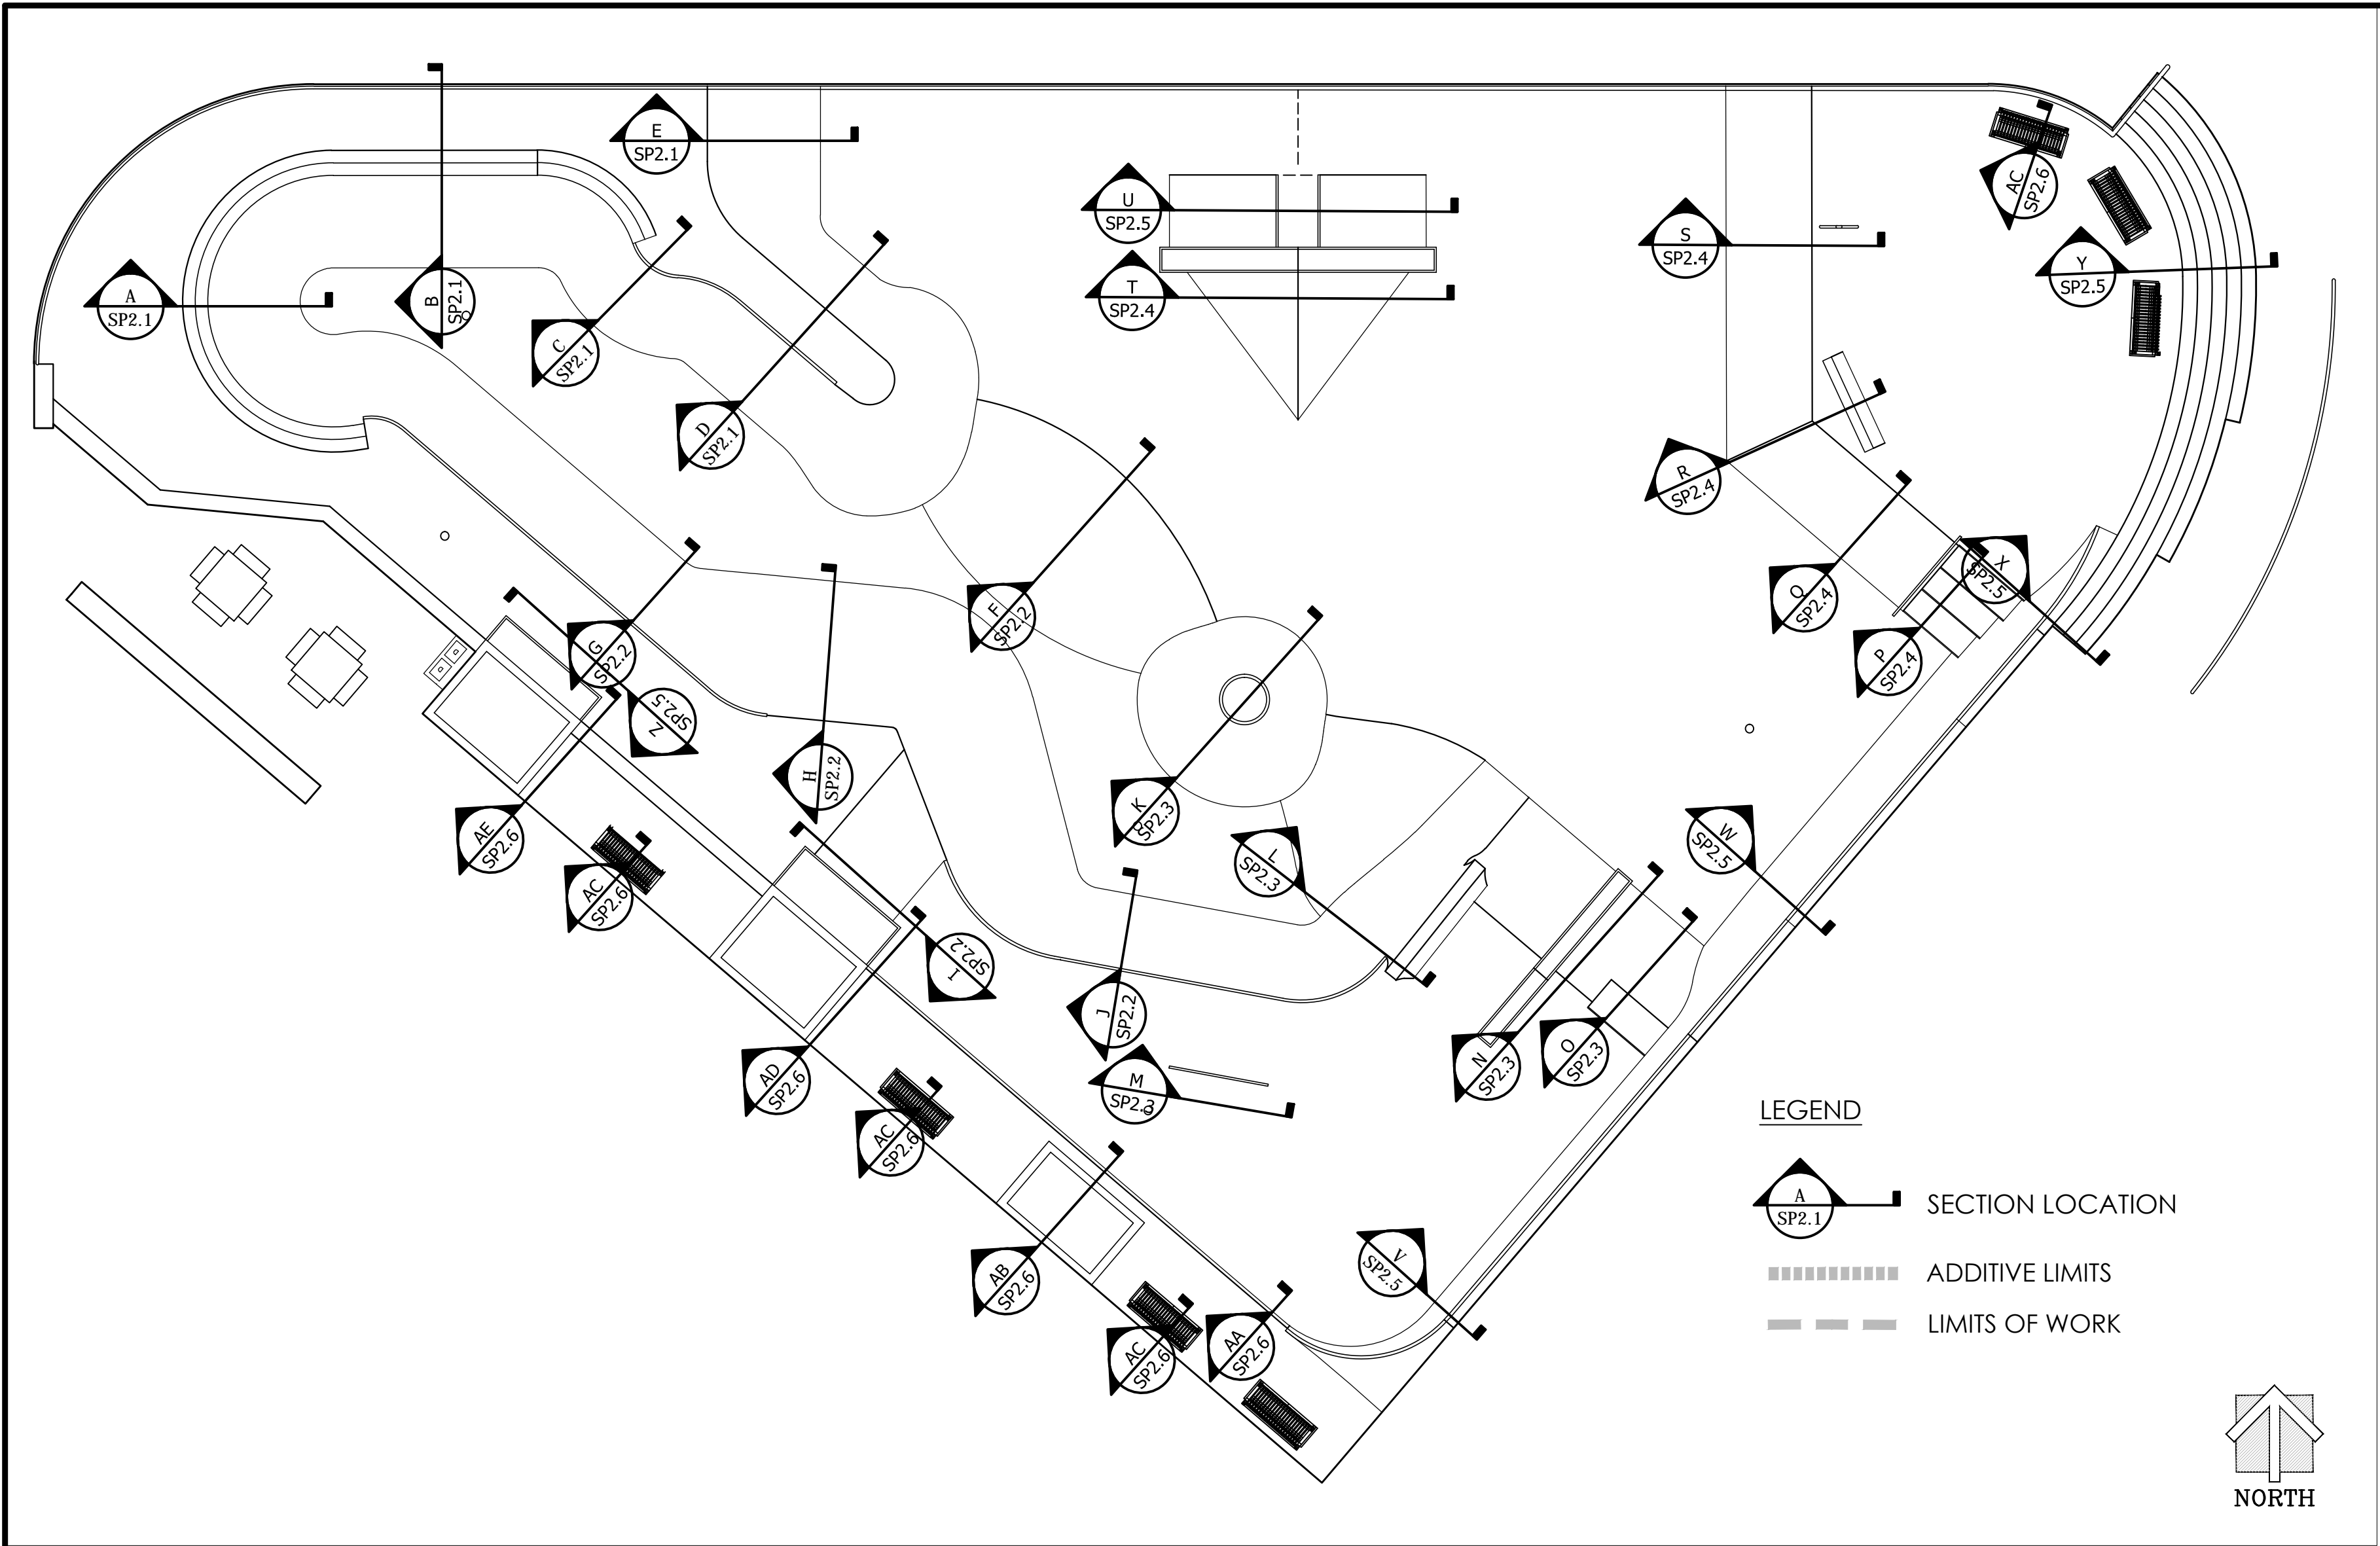 E
SP2.1
AC
SP2.6
U
SP2.5
S
SP2.4
Y
SP2.5
A
SP2.1
B
SP2.1
T
SP2.4
C
SP2.1
D
SP2.1
R
SP2.4
X
SP2.5
Q
SP2.4
F
SP2.2
G
SP2.2
P
SP2.4
Z
SP2.5
H
SP2.2
K
SP2.3
AE
SP2.6
W
SP2.5
L
SP2.3
AC
SP2.6
I
SP2.2
J
SP2.2
O
SP2.3
N
SP2.3
AD
SP2.6
M
SP2.3
AC
SP2.6
LEGEND
A
SP2.1
SECTION LOCATION
V
SP2.5
AB
SP2.6
ADDITIVE LIMITS
LIMITS OF WORK
AA
SP2.6
AC
SP2.6
NORTH